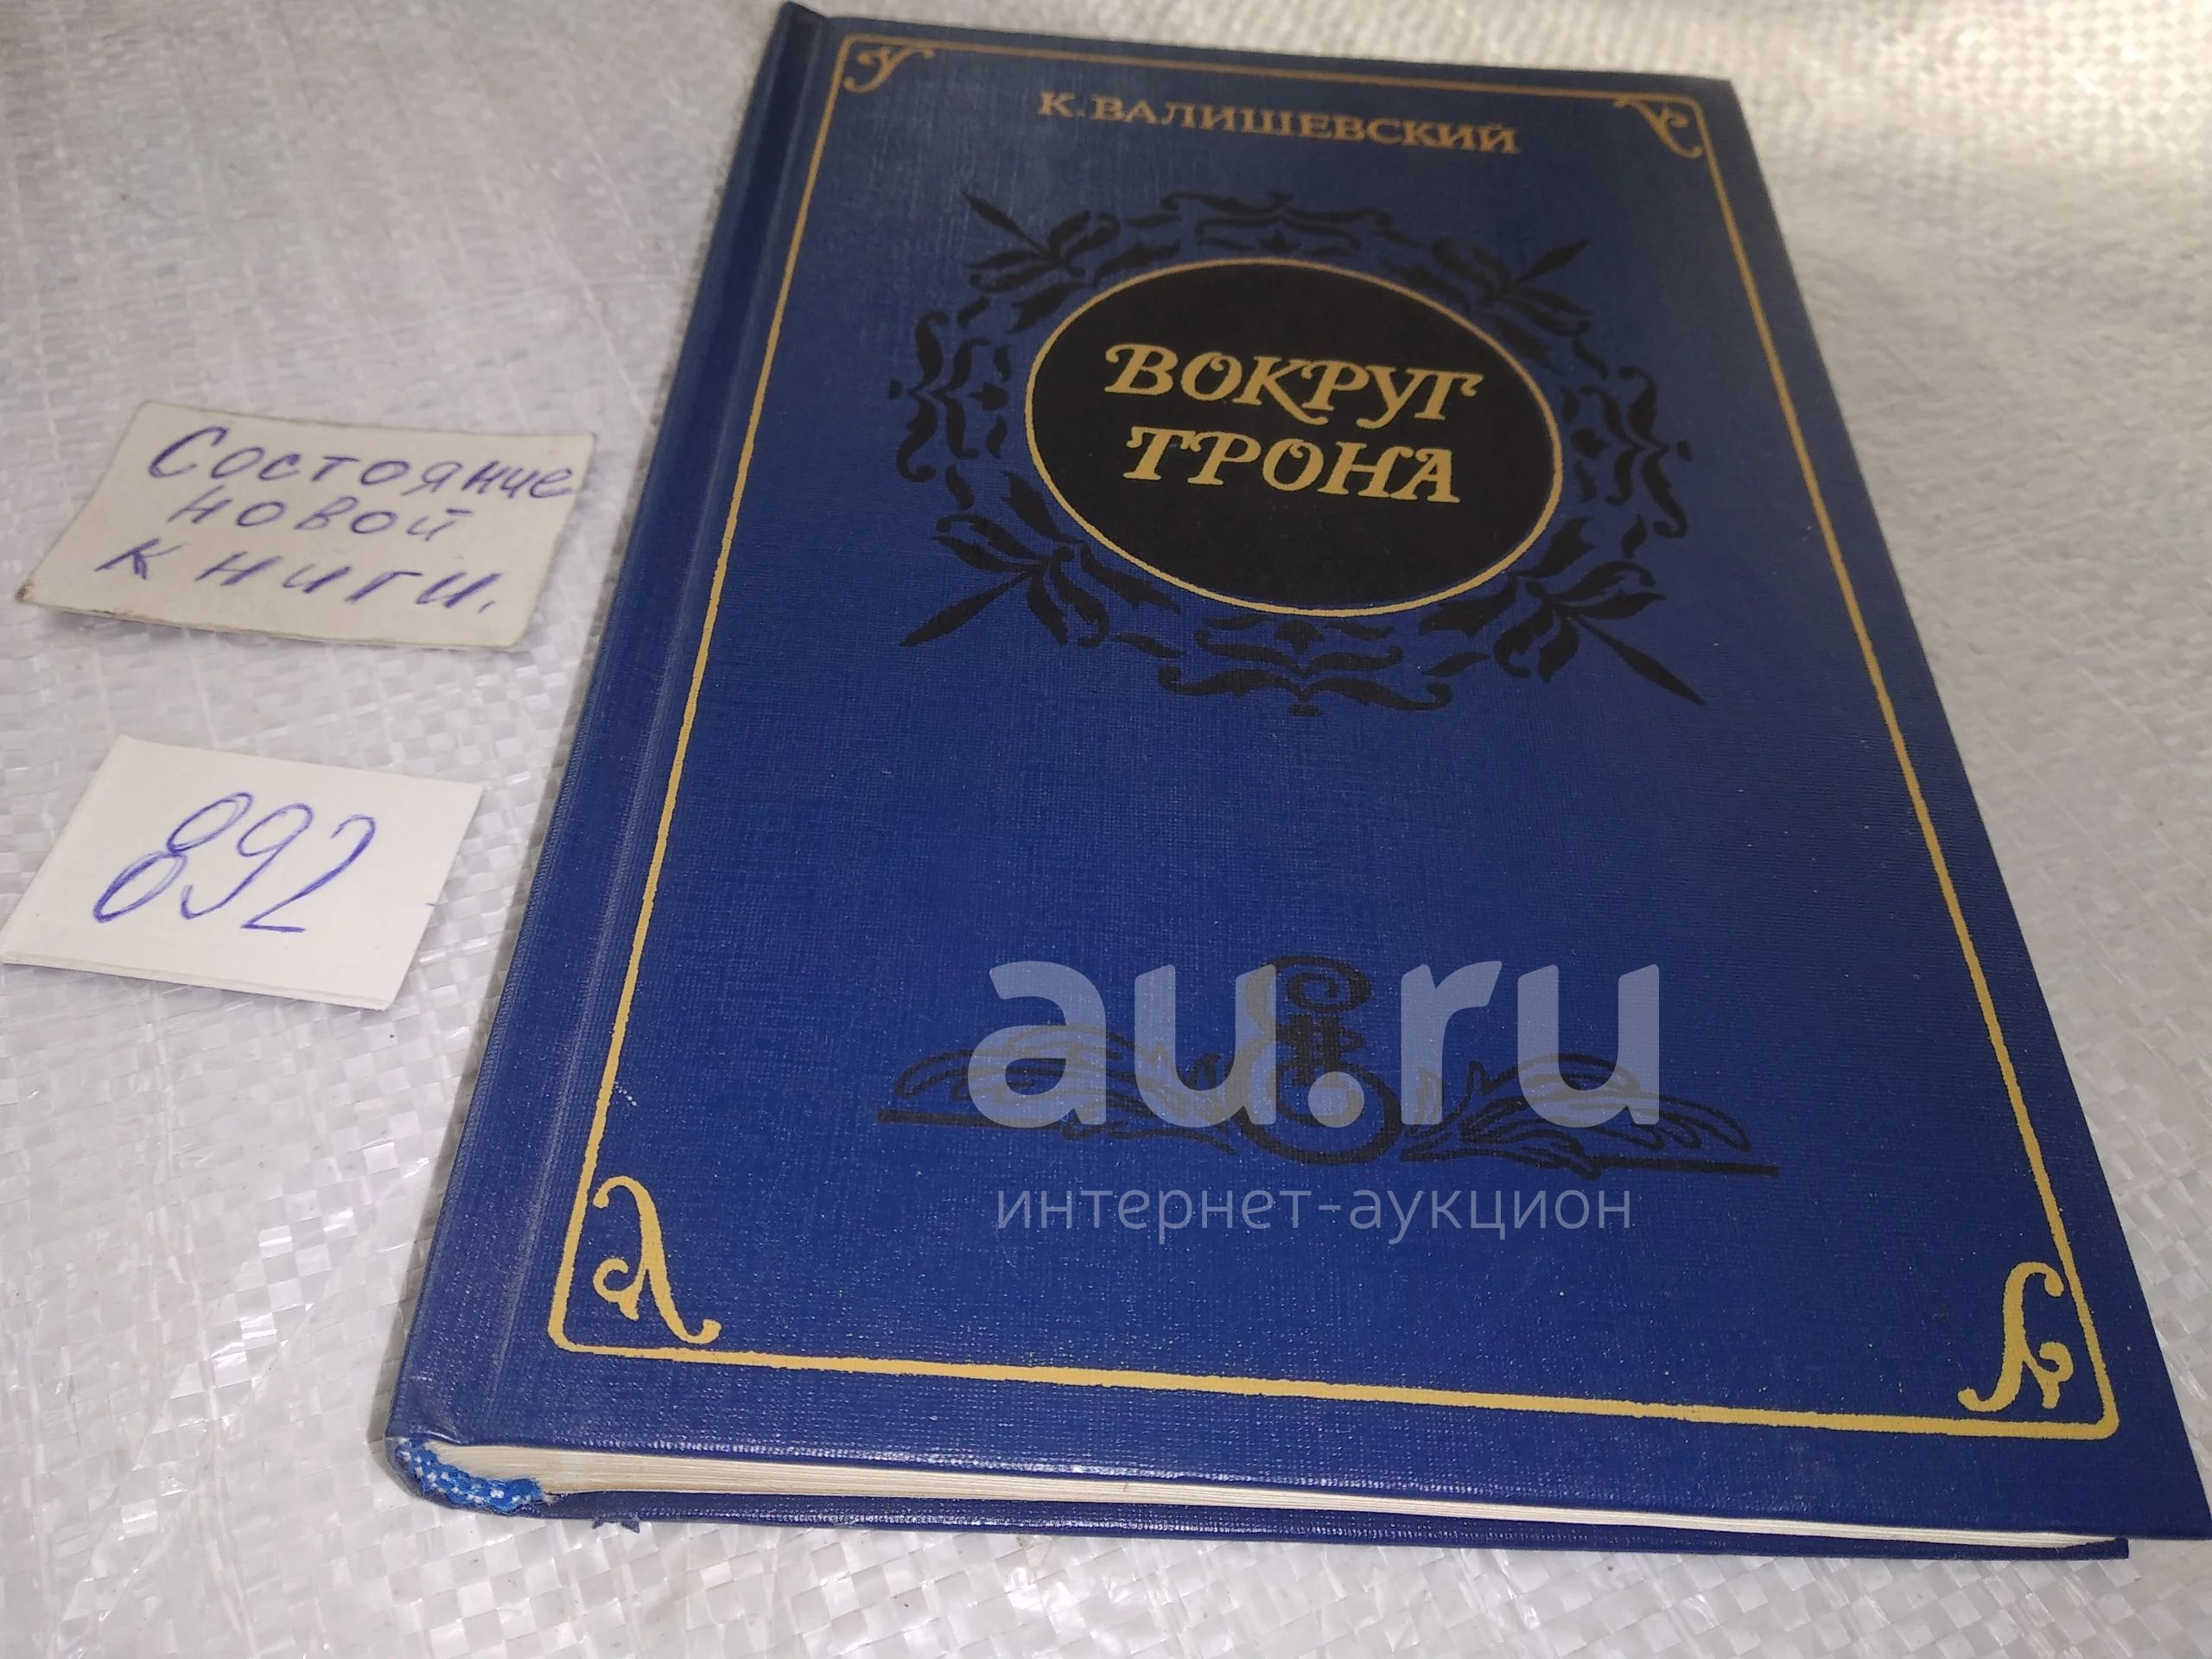 К. ВАЛИШЕВСКИЙ
ВОКРУГ
ТРОНА
Состояние
новой
книги.
892
au.ru
интернет-аукцион